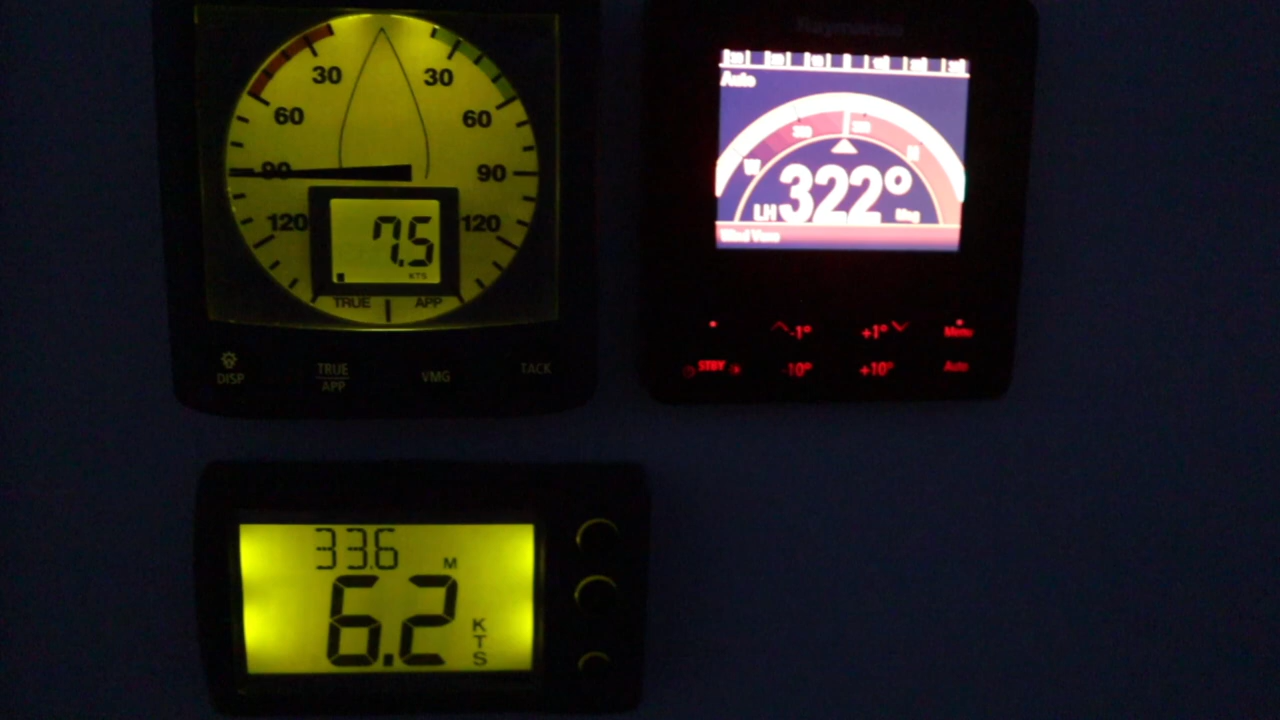 30 30
60 60
90 90
120 120
7.5
KTS
TRUE APP
DISP
TRUE
APP
VMG
TACK
Raymarine
Auto
W
N
322°
LH
Mag
Wind Vane
-1°
+1°
Menu
STBY
-10°
+10°
Auto
33.6 M
6.2 KTS